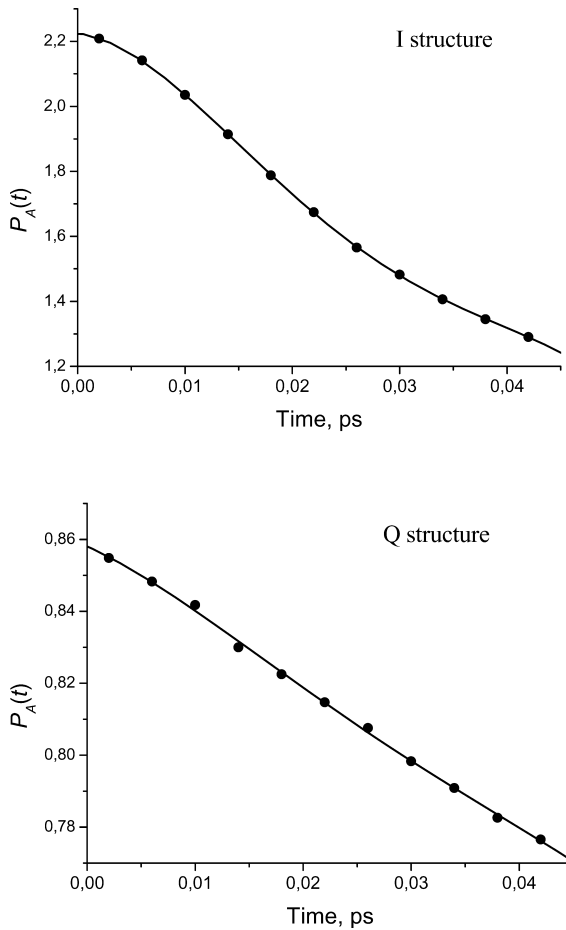 I structure
2,2
2,0
1,8
1,6
1,4
1,2
P_A(t)
0,00 0,01 0,02 0,03 0,04
Time, ps
Q structure
0,86
0,84
0,82
0,80
0,78
P_A(t)
0,00 0,01 0,02 0,03 0,04
Time, ps